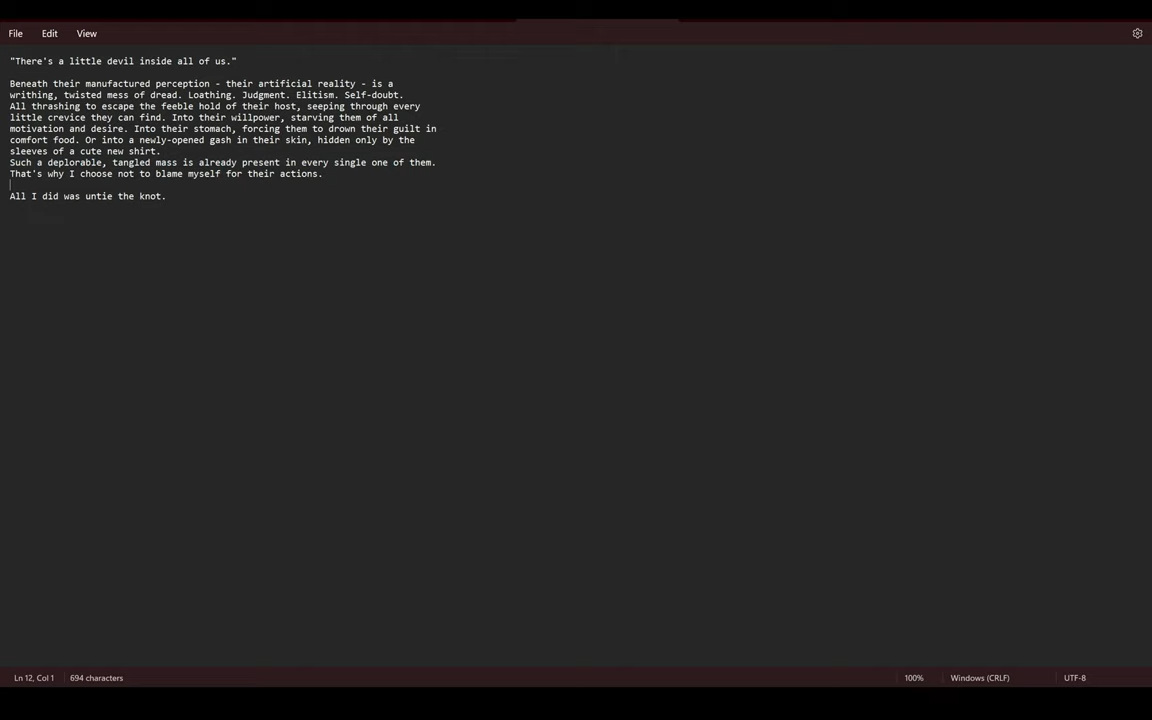 File Edit View
"There's a little devil inside all of us."
Beneath their manufactured perception - their artificial reality - is a
writhing, twisted mess of dread. Loathing. Judgment. Elitism. Self-doubt.
All thrashing to escape the feeble hold of their host, seeping through every
little crevice they can find. Into their willpower, starving them of all
motivation and desire. Into their stomach, forcing them to drown their guilt in
comfort food. Or into a newly-opened gash in their skin, hidden only by the
sleeves of a cute new shirt.
Such a deplorable, tangled mass is already present in every single one of them.
That's why I choose not to blame myself for their actions.
All I did was untie the knot.
Ln 12, Col 1 694 characters 100% Windows (CRLF) UTF-8